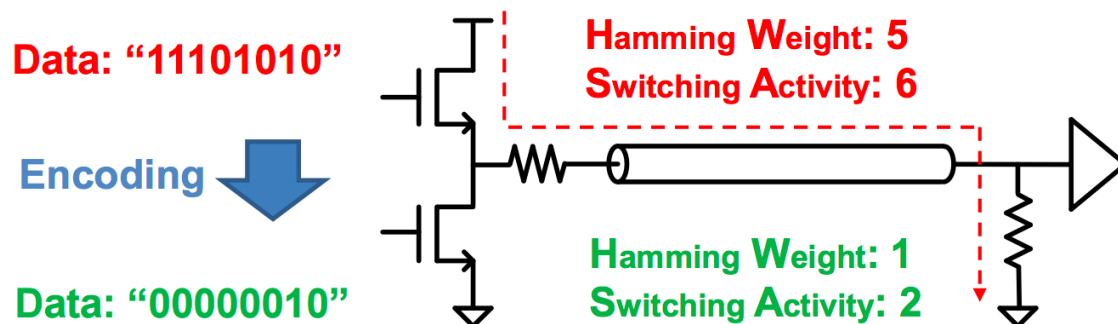 Data: “11101010”
Hamming Weight: 5
Switching Activity: 6
Encoding
Hamming Weight: 1
Switching Activity: 2
Data: “00000010”